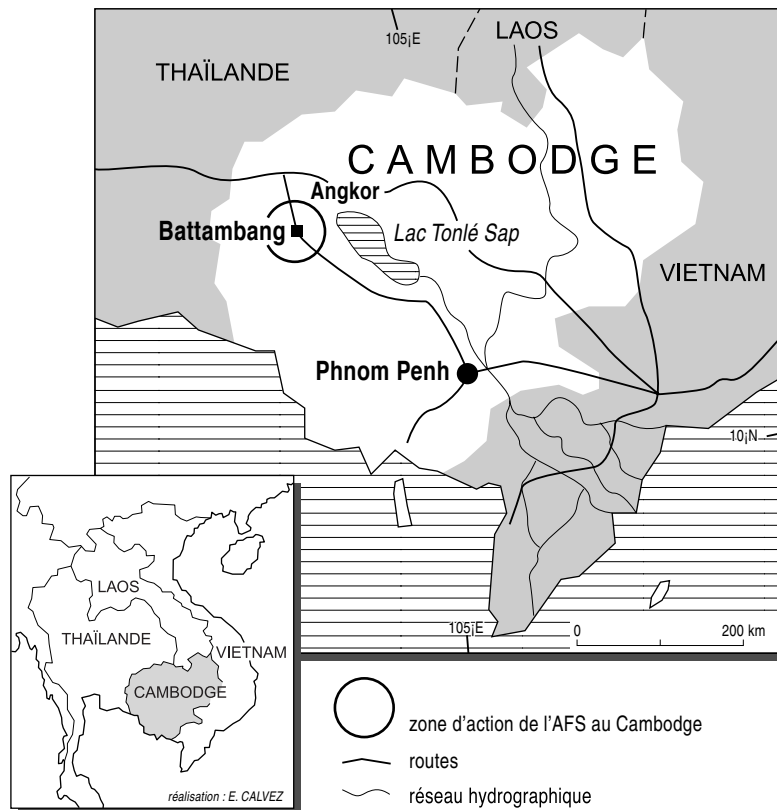 105¡E
LAOS
THAÏLANDE
CAMBODGE
Angkor
Battambang
Lac Tonlé Sap
VIETNAM
Phnom Penh
10¡N
105¡E
0 200 km
LAOS
THAÏLANDE
VIETNAM
CAMBODGE
réalisation : E. CALVEZ
zone d'action de l'AFS au Cambodge
routes
réseau hydrographique